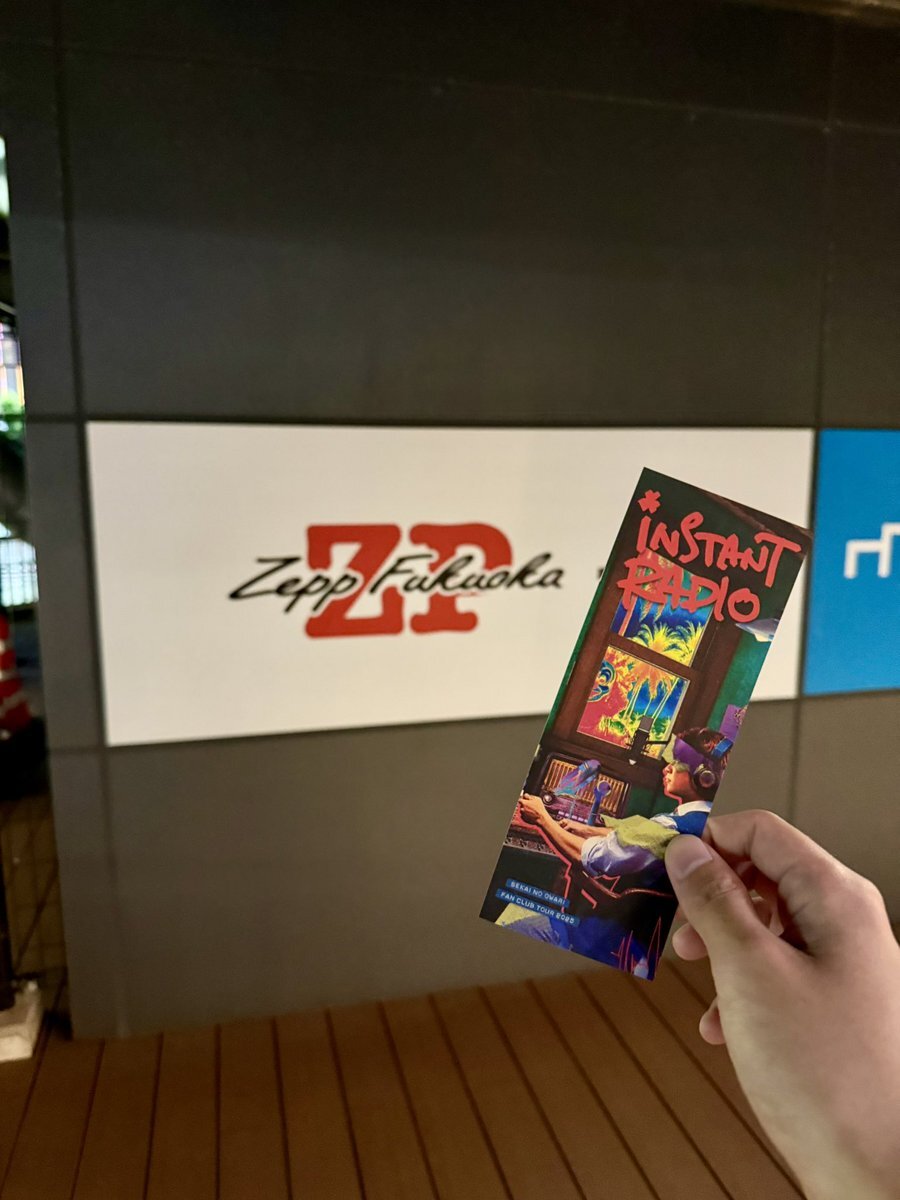 ZP
Zepp Fukuoka
INSTANT
RADIO
SEKAI NO OWARI
FAN CLUB TOUR 2025